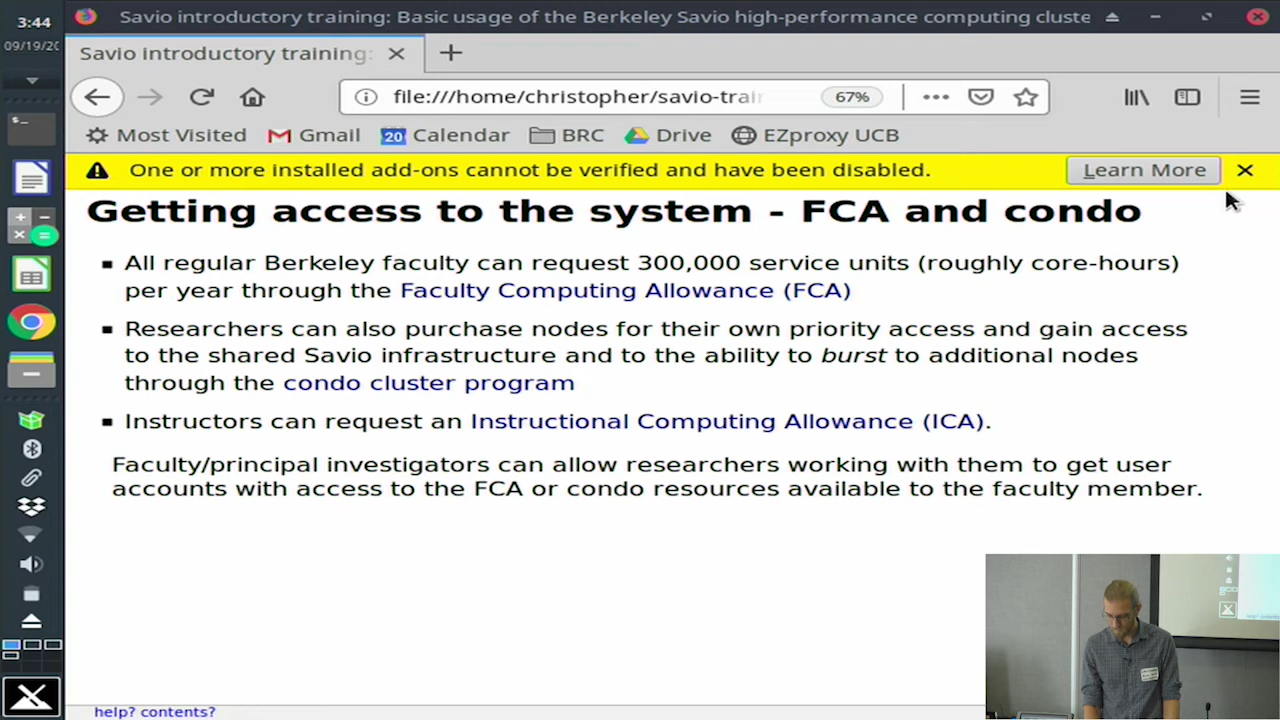 3:44
09/19/20
Savio introductory training: Basic usage of the Berkeley Savio high-performance computing cluste
Savio introductory training:
file:///home/christopher/savio-trai
67%
Most Visited
Gmail
20 Calendar
BRC
Drive
EZproxy UCB
One or more installed add-ons cannot be verified and have been disabled.
Learn More
Getting access to the system - FCA and condo
All regular Berkeley faculty can request 300,000 service units (roughly core-hours)
per year through the Faculty Computing Allowance (FCA)
Researchers can also purchase nodes for their own priority access and gain access
to the shared Savio infrastructure and to the ability to burst to additional nodes
through the condo cluster program
Instructors can request an Instructional Computing Allowance (ICA).
Faculty/principal investigators can allow researchers working with them to get user
accounts with access to the FCA or condo resources available to the faculty member.
help? contents?